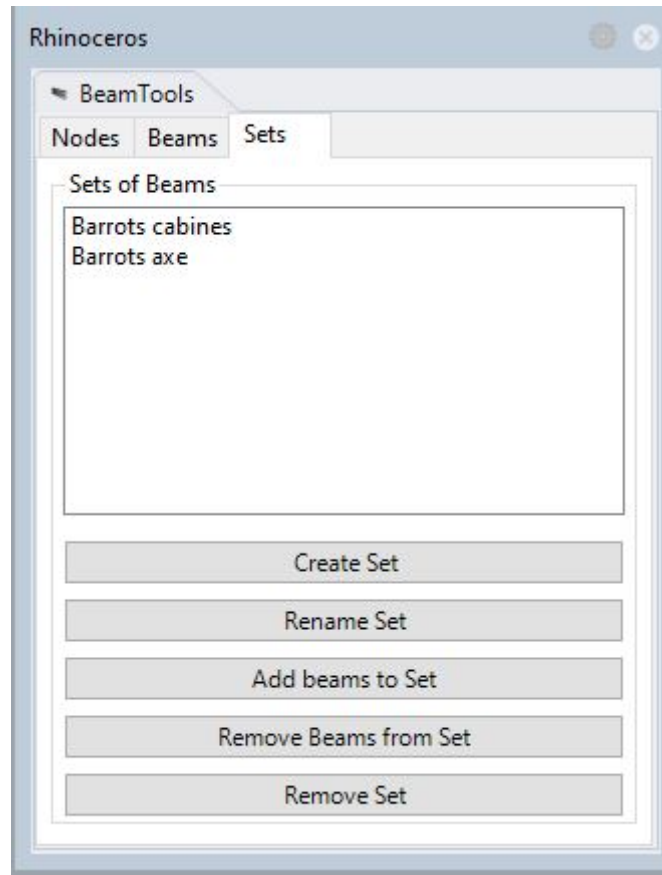 Rhinoceros
BeamTools
Nodes Beams Sets
Sets of Beams
Barrots cabines
Barrots axe
Create Set
Rename Set
Add beams to Set
Remove Beams from Set
Remove Set